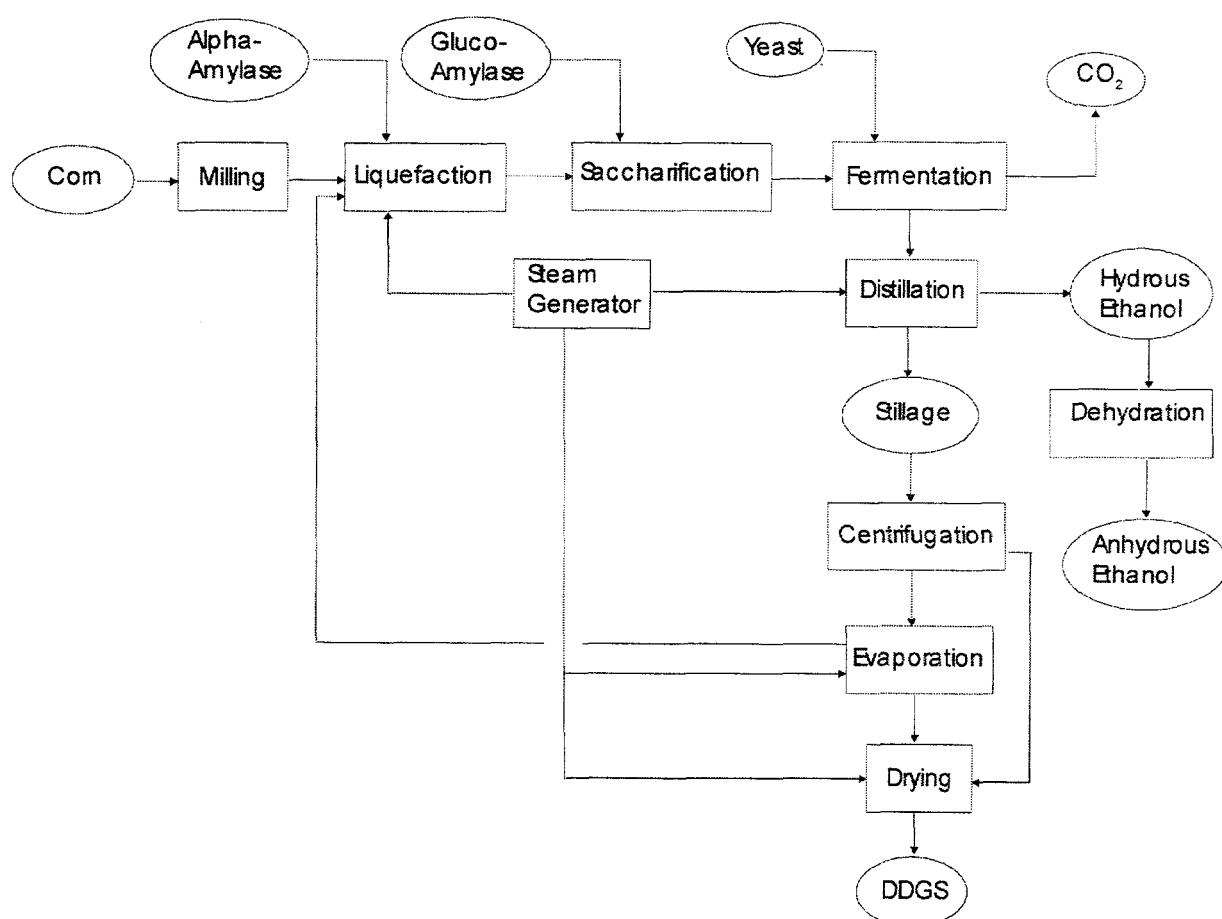 Alpha-
Amylase
Gluco-
Amylase
Yeast
CO₂
Corn
Milling
Liquefaction
Saccharification
Fermentation
Steam
Generator
Distillation
Hydrous
Ethanol
Stillage
Dehydration
Centrifugation
Anhydrous
Ethanol
Evaporation
Drying
DDGS